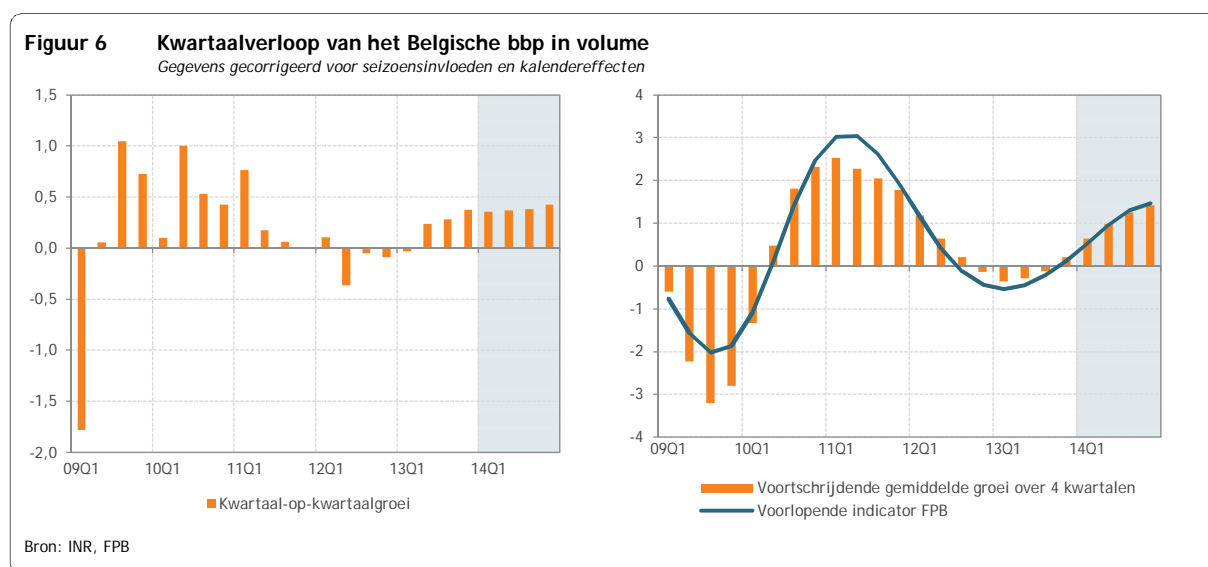 Figuur 6 Kwartaalverloop van het Belgische bbp in volume
Gegevens gecorrigeerd voor seizoensinvloeden en kalendereffecten
1,5
1,0
0,5
0,0
-0,5
-1,0
-1,5
-2,0
09Q1 10Q1 11Q1 12Q1 13Q1 14Q1
Kwartaal-op-kwartaalgroei
4
3
2
1
0
-1
-2
-3
-4
09Q1 10Q1 11Q1 12Q1 13Q1 14Q1
Voortschrijdende gemiddelde groei over 4 kwartalen
Voorlopende indicator FPB
Bron: INR, FPB